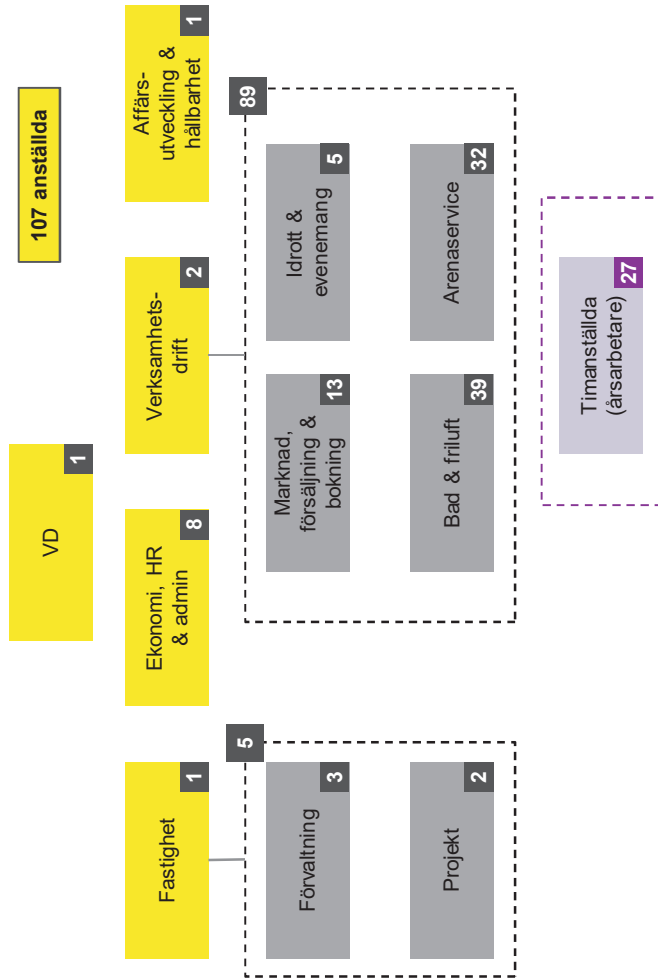 107 anställda
VD
1
Fastighet
1
Ekonomi, HR
& admin
8
Verksamhets-
drift
2
Affärs-
utveckling &
hållbarhet
1
5
Förvaltning
3
Projekt
2
89
Marknad,
försäljning &
bokning
13
Idrott &
evenemang
5
Bad & friluft
39
Arenaservice
32
Timanställda
(årsarbetare)
27